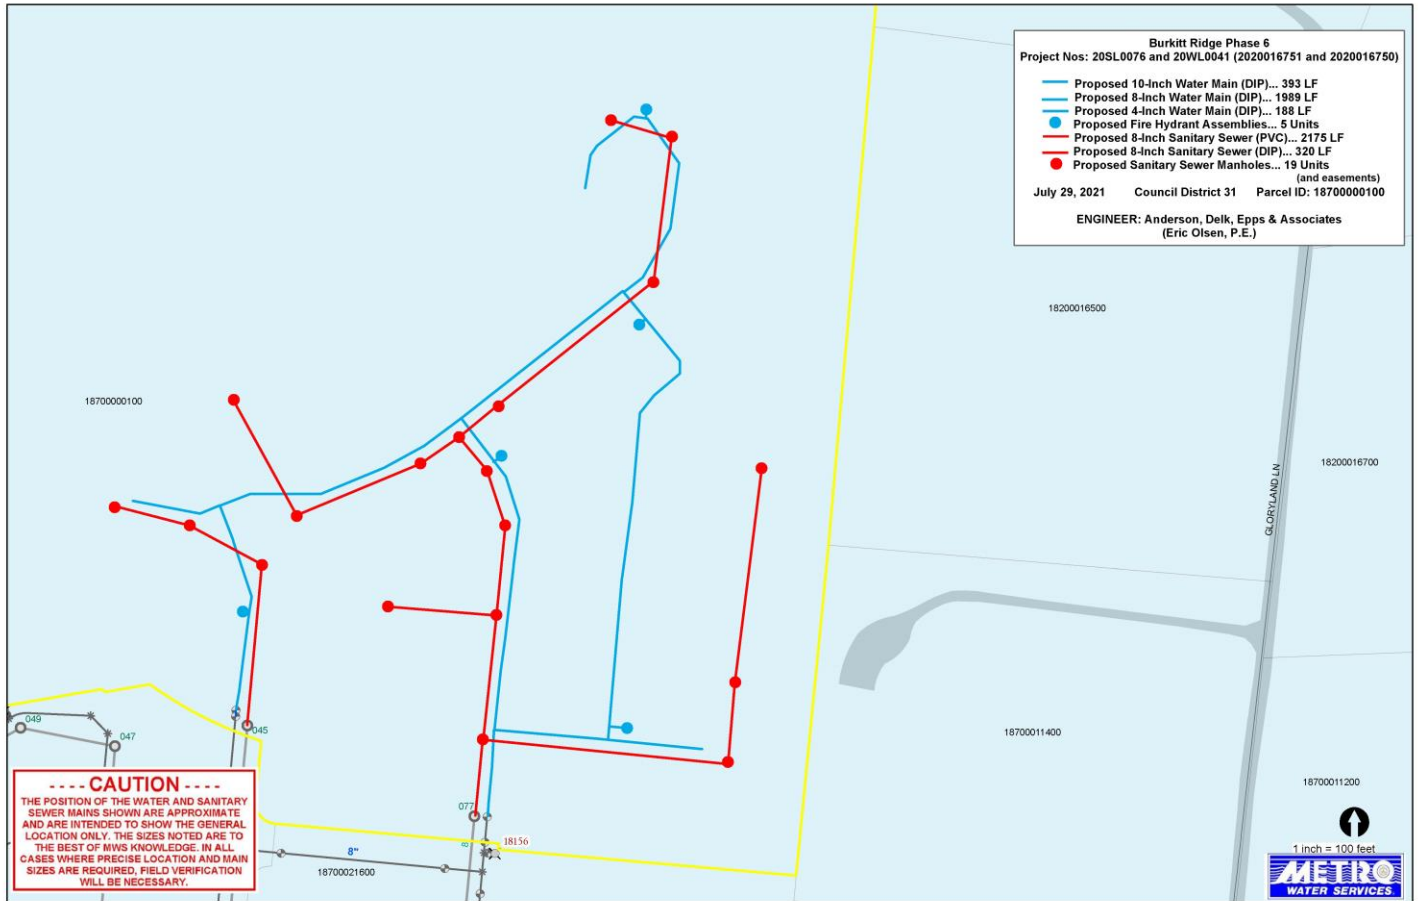 Burkitt Ridge Phase 6
Project Nos: 20SL0076 and 20WL0041 (2020016751 and 2020016750)
Proposed 10-Inch Water Main (DIP)... 393 LF
Proposed 8-Inch Water Main (DIP)... 1989 LF
Proposed 4-Inch Water Main (DIP)... 188 LF
Proposed Fire Hydrant Assemblies... 5 Units
Proposed 8-Inch Sanitary Sewer (PVC)... 2175 LF
Proposed 8-Inch Sanitary Sewer (DIP)... 320 LF
Proposed Sanitary Sewer Manholes... 19 Units
(and easements)
July 29, 2021 Council District 31 Parcel ID: 18700000100
ENGINEER: Anderson, Delk, Epps & Associates
(Eric Olsen, P.E.)
18200016500
18700000100
18200016700
GLORYLAND LN
049
047
045
18700011400
18700011200
077
8
18156
8"
18700021600
- - - - CAUTION - - - -
THE POSITION OF THE WATER AND SANITARY
SEWER MAINS SHOWN ARE APPROXIMATE
AND ARE INTENDED TO SHOW THE GENERAL
LOCATION ONLY. THE SIZES NOTED ARE TO
THE BEST OF MWS KNOWLEDGE. IN ALL
CASES WHERE PRECISE LOCATION AND MAIN
SIZES ARE REQUIRED, FIELD VERIFICATION
WILL BE NECESSARY.
1 inch = 100 feet
METRO
WATER SERVICES